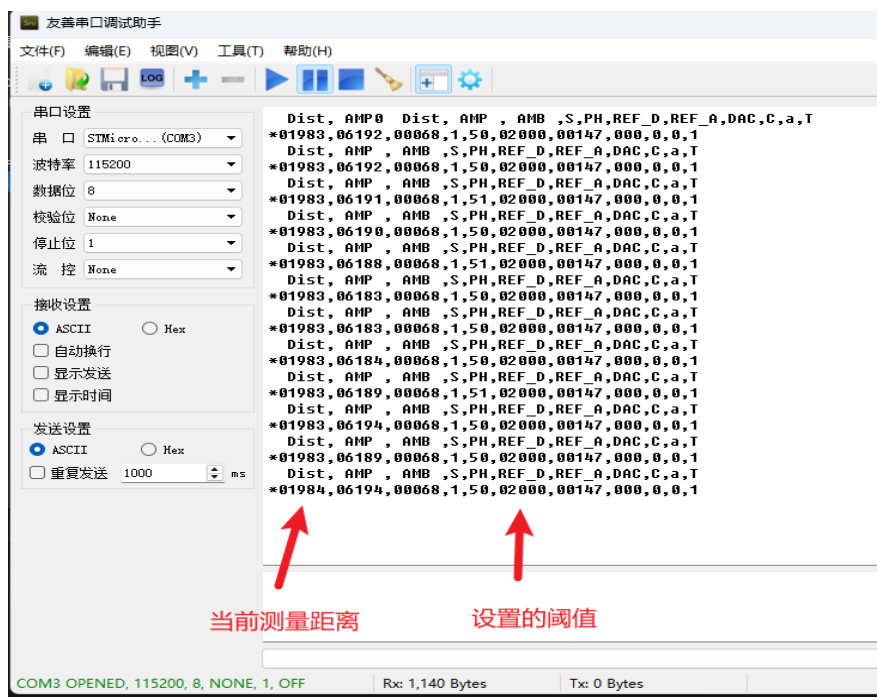 友善串口调试助手
文件(F) 编辑(E) 视图(V) 工具(T) 帮助(H)
LOG
串口设置
串 口 STMicro...(COM3)
波特率 115200
数据位 8
校验位 None
停止位 1
流 控 None
接收设置
ASCII Hex
自动换行
显示发送
显示时间
发送设置
ASCII Hex
重复发送 1000 ms
Dist, AMP0 Dist, AMP , AMB ,S,PH,REF_D,REF_A,DAC,C,a,T
*01983,06192,00068,1,50,02000,00147,000,0,0,1
Dist, AMP , AMB ,S,PH,REF_D,REF_A,DAC,C,a,T
*01983,06192,00068,1,50,02000,00147,000,0,0,1
Dist, AMP , AMB ,S,PH,REF_D,REF_A,DAC,C,a,T
*01983,06191,00068,1,51,02000,00147,000,0,0,1
Dist, AMP , AMB ,S,PH,REF_D,REF_A,DAC,C,a,T
*01983,06190,00068,1,50,02000,00147,000,0,0,1
Dist, AMP , AMB ,S,PH,REF_D,REF_A,DAC,C,a,T
*01983,06188,00068,1,51,02000,00147,000,0,0,1
Dist, AMP , AMB ,S,PH,REF_D,REF_A,DAC,C,a,T
*01983,06183,00068,1,50,02000,00147,000,0,0,1
Dist, AMP , AMB ,S,PH,REF_D,REF_A,DAC,C,a,T
*01983,06183,00068,1,50,02000,00147,000,0,0,1
Dist, AMP , AMB ,S,PH,REF_D,REF_A,DAC,C,a,T
*01983,06184,00068,1,50,02000,00147,000,0,0,1
Dist, AMP , AMB ,S,PH,REF_D,REF_A,DAC,C,a,T
*01983,06189,00068,1,51,02000,00147,000,0,0,1
Dist, AMP , AMB ,S,PH,REF_D,REF_A,DAC,C,a,T
*01983,06194,00068,1,50,02000,00147,000,0,0,1
Dist, AMP , AMB ,S,PH,REF_D,REF_A,DAC,C,a,T
*01983,06189,00068,1,50,02000,00147,000,0,0,1
Dist, AMP , AMB ,S,PH,REF_D,REF_A,DAC,C,a,T
*01984,06194,00068,1,50,02000,00147,000,0,0,1
当前测量距离 设置的阈值
COM3 OPENED, 115200, 8, NONE, 1, OFF Rx: 1,140 Bytes Tx: 0 Bytes